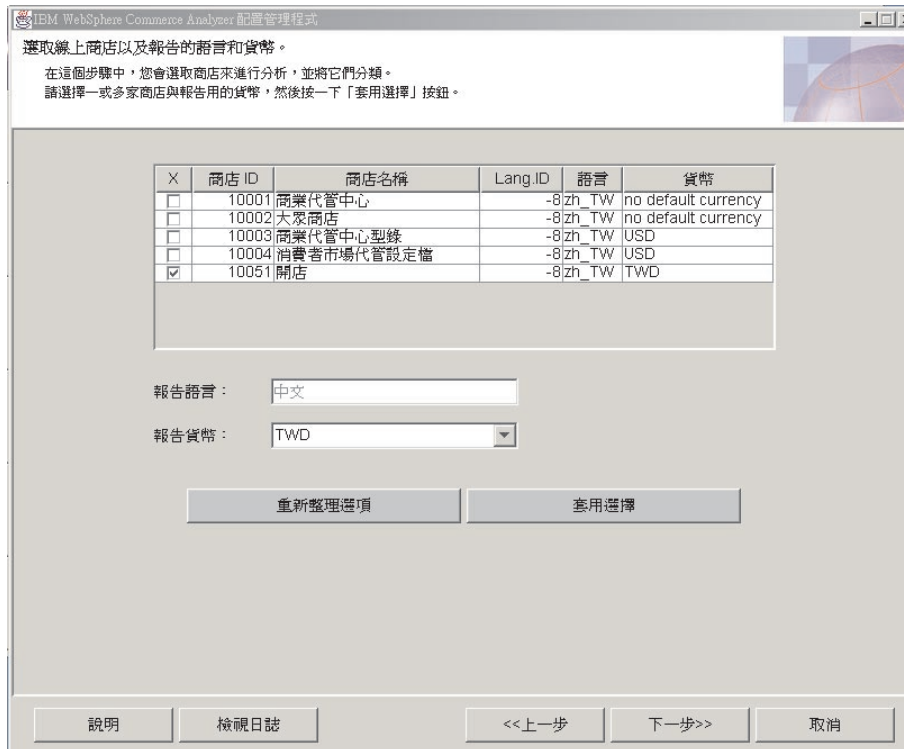 IBM WebSphere Commerce Analyzer 配置管理程式
選取線上商店以及報告的語言和貨幣。
在這個步驟中，您會選取商店來進行分析，並將它們分類。
請選擇一或多家商店與報告用的貨幣，然後按一下「套用選擇」按鈕。
X 商店 ID 商店名稱 Lang.ID 語言 貨幣
10001 商業代管中心 -8 zh_TW no default currency
10002 大眾商店 -8 zh_TW no default currency
10003 商業代管中心型錄 -8 zh_TW USD
10004 消費者市場代管設定檔 -8 zh_TW USD
10051 開店 -8 zh_TW TWD
報告語言： 中文
報告貨幣： TWD
重新整理選項 套用選擇
說明 檢視日誌 <<上一步 下一步>> 取消